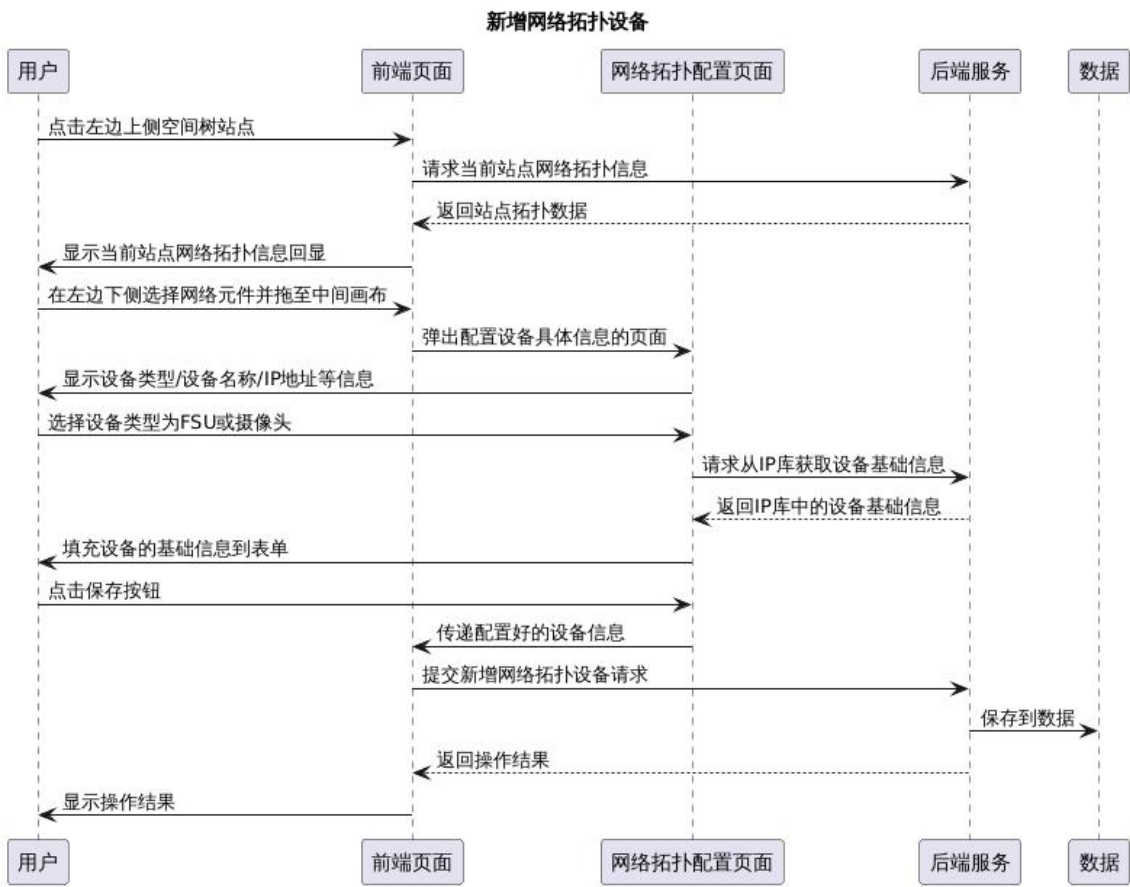 新增网络拓扑设备
用户 前端页面 网络拓扑配置页面 后端服务 数据
点击左边上侧空间树站点
请求当前站点网络拓扑信息
返回站点拓扑数据
显示当前站点网络拓扑信息回显
在左边下侧选择网络元件并拖至中间画布
弹出配置设备具体信息的页面
显示设备类型/设备名称/IP地址等信息
选择设备类型为FSU或摄像头
请求从IP库获取设备基础信息
返回IP库中的设备基础信息
填充设备的基础信息到表单
点击保存按钮
传递配置好的设备信息
提交新增网络拓扑设备请求
保存到数据
返回操作结果
显示操作结果
用户 前端页面 网络拓扑配置页面 后端服务 数据